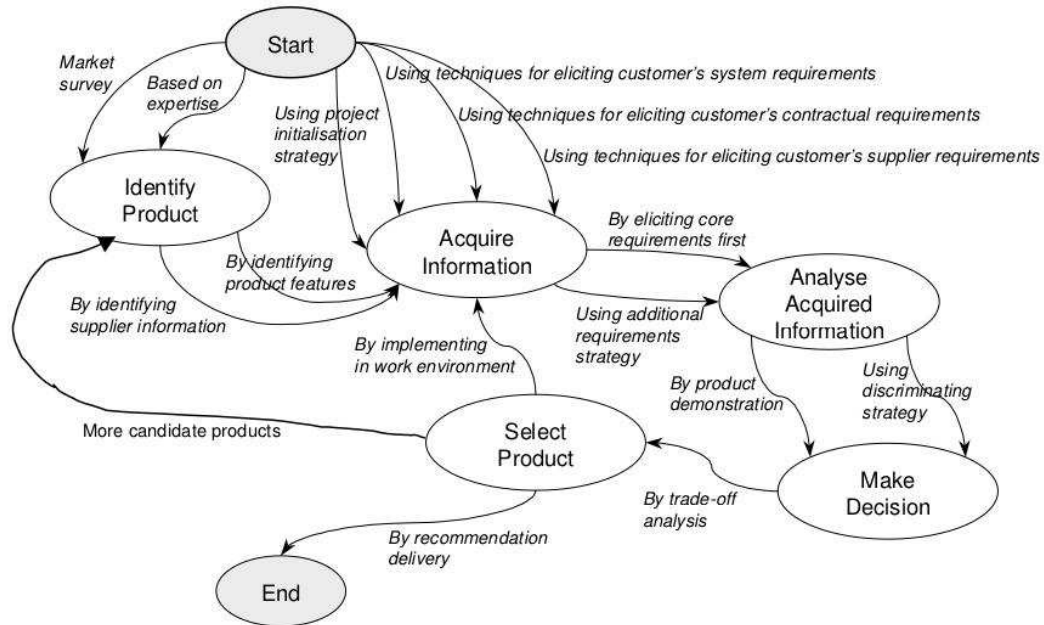 Start
Market
survey
Based on
expertise
Using project
initialisation
strategy
Using techniques for eliciting customer's system requirements
Using techniques for eliciting customer's contractual requirements
Using techniques for eliciting customer's supplier requirements
Identify
Product
Acquire
Information
By eliciting core
requirements first
Analyse
Acquired
Information
By identifying
product features
By identifying
supplier information
Using additional
requirements
strategy
By implementing
in work environment
By product
demonstration
Using
discriminating
strategy
More candidate products
Select
Product
Make
Decision
By trade-off
analysis
By recommendation
delivery
End